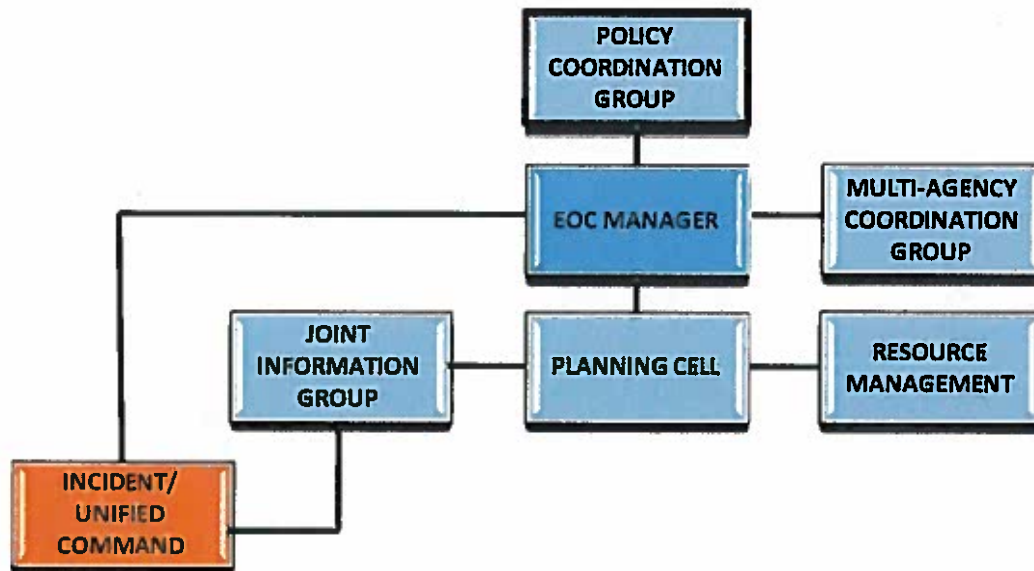 POLICY
COORDINATION
GROUP
EOC MANAGER
MULTI-AGENCY
COORDINATION
GROUP
JOINT
INFORMATION
GROUP
PLANNING CELL
RESOURCE
MANAGEMENT
INCIDENT/
UNIFIED
COMMAND